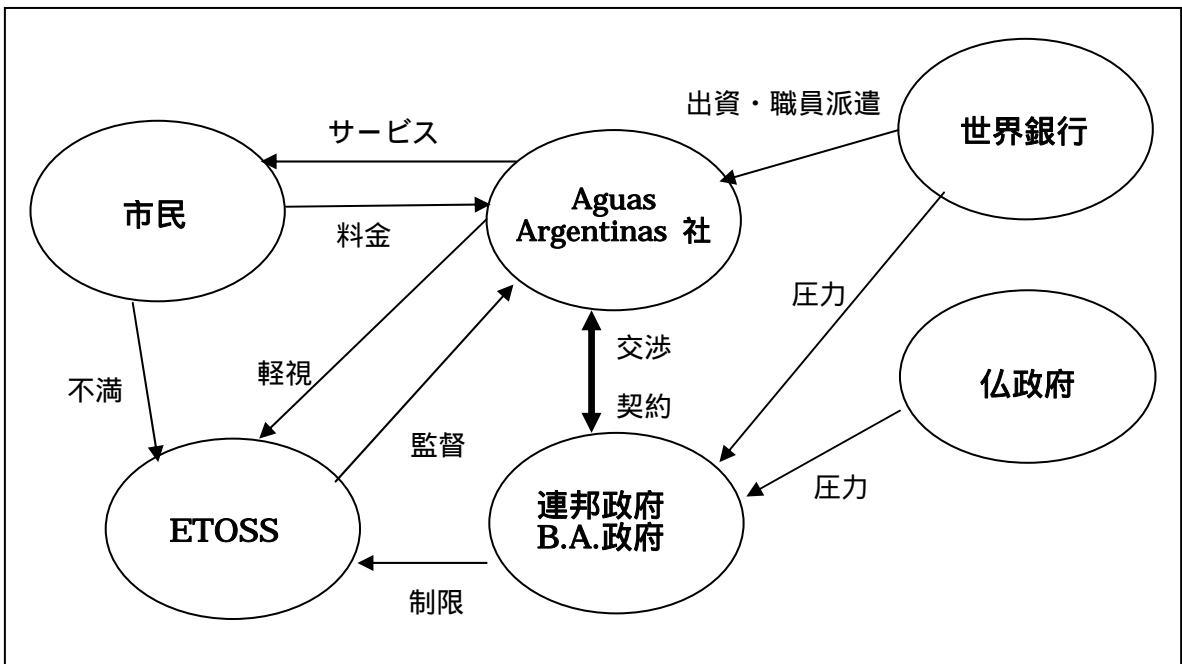 出資・職員派遣
世界銀行
サービス
Aguas
Argentinas 社
市民
料金
圧力
交渉
軽視
仏政府
不満
契約
監督
圧力
連邦政府
B.A.政府
ETOSS
制限